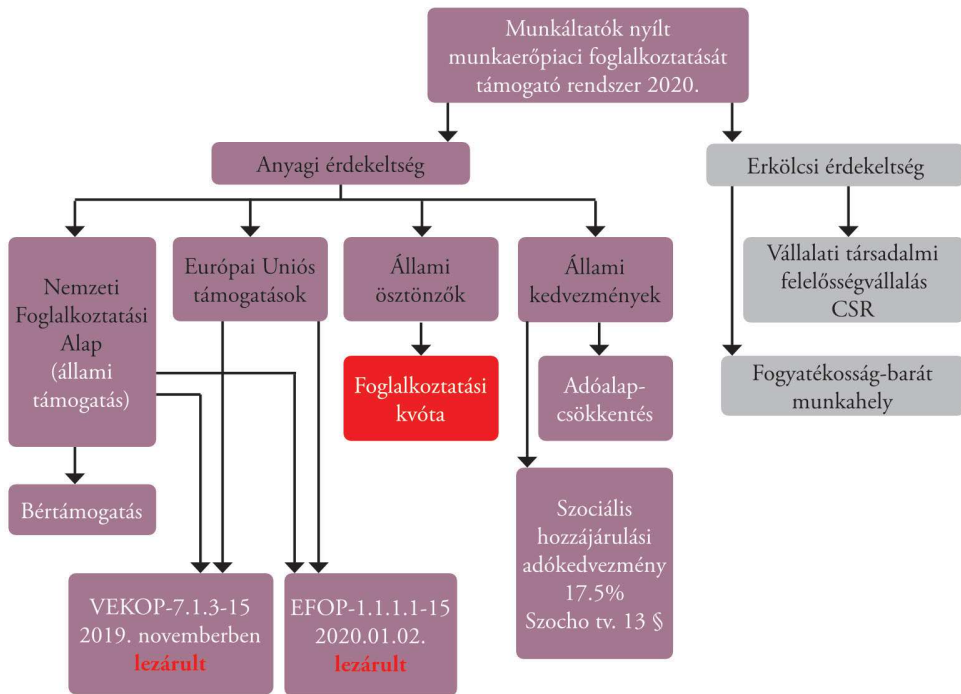 Munkáltatók nyílt
munkaerőpiaci foglalkoztatását
támogató rendszer 2020.
Anyagi érdekeltség
Erkölcsi érdekeltség
Nemzeti
Foglalkoztatási
Alap
(állami
támogatás)
Európai Uniós
támogatások
Állami
ösztönzők
Állami
kedvezmények
Vállalati társadalmi
felelősségvállalás
CSR
Foglalkoztatási
kvóta
Adóalap-
csökkentés
Fogyatékosság-barát
munkahely
Bértámogatás
Szociális
hozzájárulási
adókedvezmény
17.5%
Szocho tv. 13 §
VEKOP-7.1.3-15
2019. novemberben
lezárult
EFOP-1.1.1.1-15
2020.01.02.
lezárult